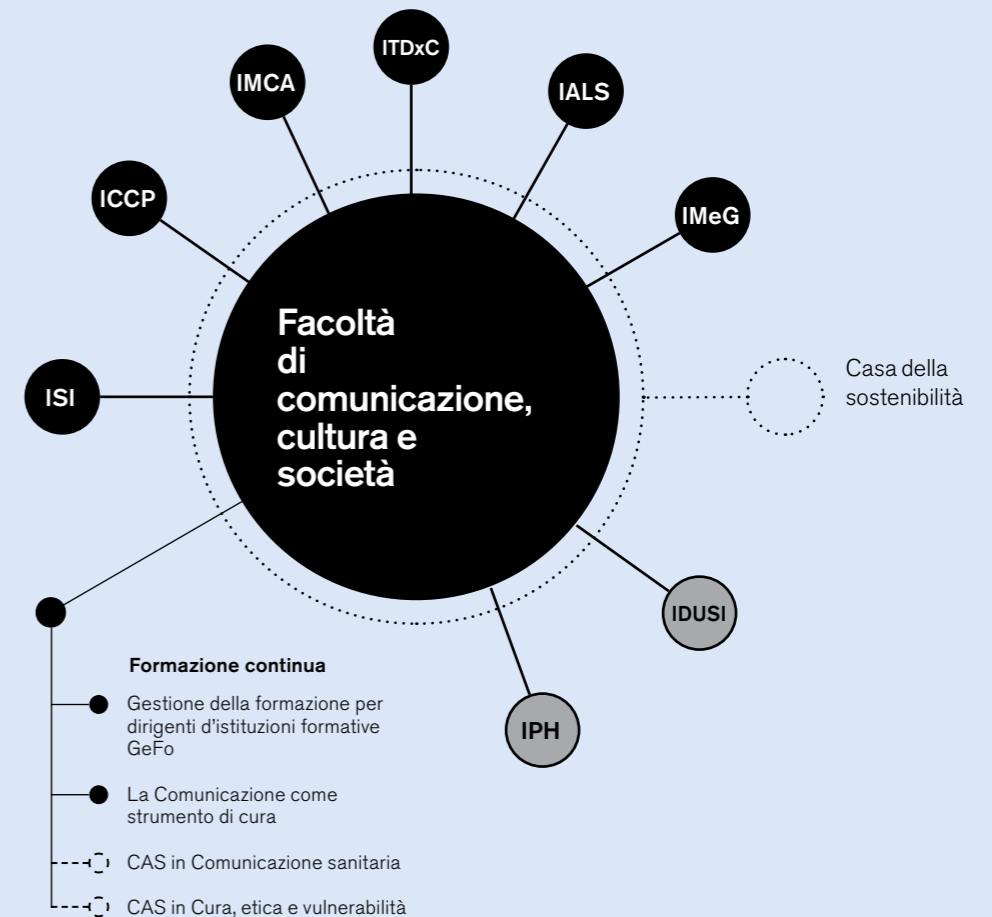 ITDxC
IMCA
IALS
ICCP
IMeG
Facoltà
di
comunicazione,
cultura e
società
Casa della
sostenibilità
ISI
IDUSI
IPH
Formazione continua
Gestione della formazione per
dirigenti d'istituzioni formative
GeFo
La Comunicazione come
strumento di cura
CAS in Comunicazione sanitaria
CAS in Cura, etica e vulnerabilità